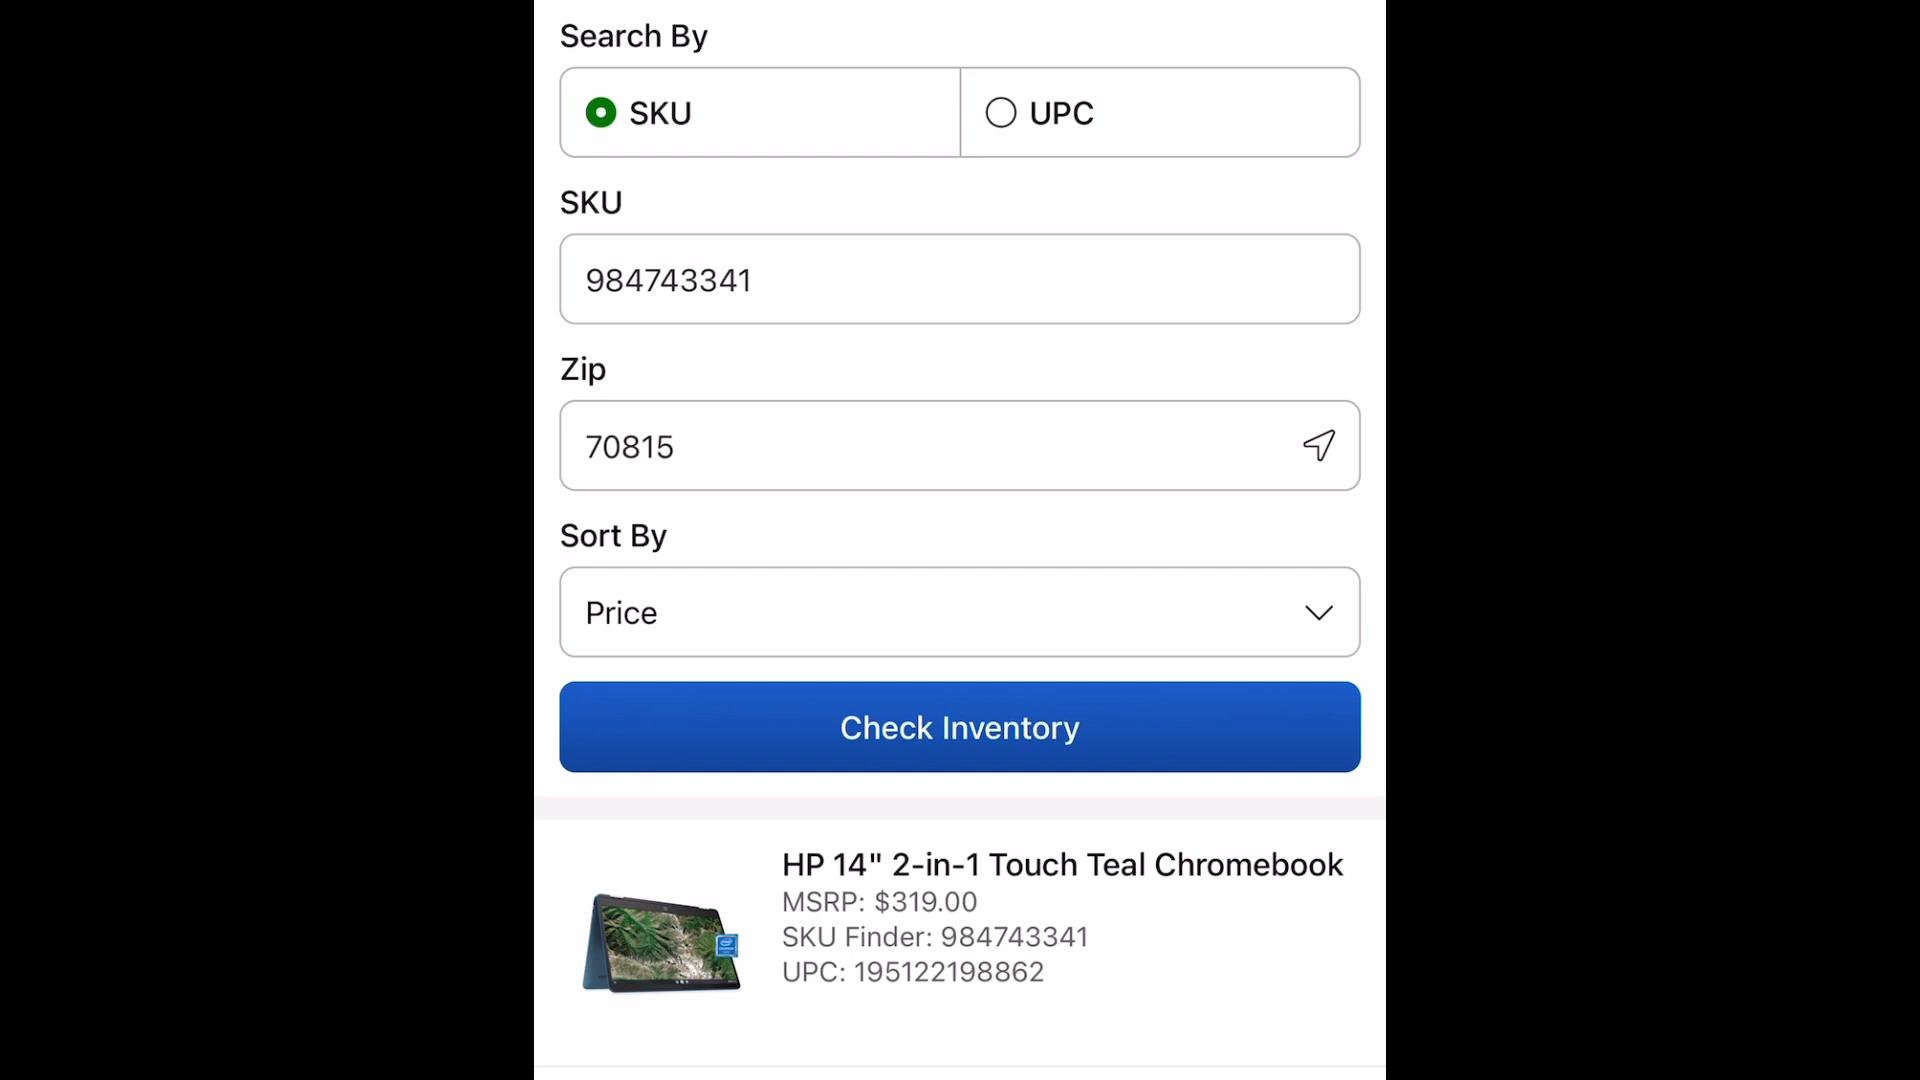 Search By
SKU
UPC
SKU
984743341
Zip
70815
Sort By
Price
Check Inventory
HP 14" 2-in-1 Touch Teal Chromebook
MSRP: $319.00
SKU Finder: 984743341
UPC: 195122198862